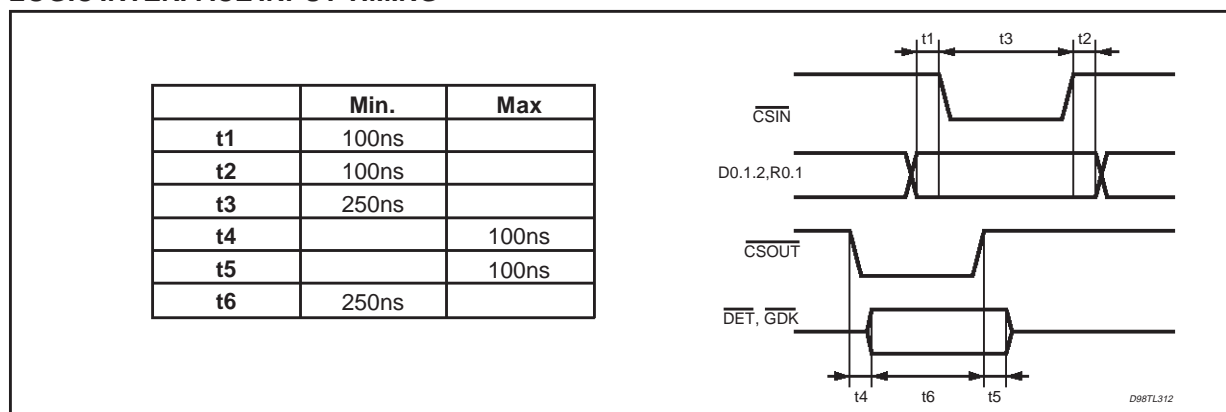 LOGIC INTERFACE INPUT TIMING
Min. Max
t1 100ns
t2 100ns
t3 250ns
t4 100ns
t5 100ns
t6 250ns
t1 t3 t2
CSIN
D0.1.2,R0.1
CSOUT
DET, GDK
t4 t6 t5
D98TL312